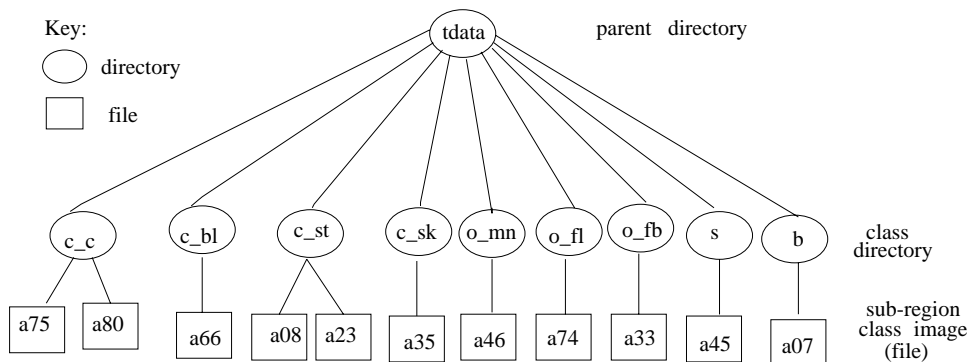 Key:
directory
file
tdata
parent directory
c_c
c_bl
c_st
c_sk
o_mn
o_fl
o_fb
s
b
class
directory
a75
a80
a66
a08
a23
a35
a46
a74
a33
a45
a07
sub-region
class image
(file)